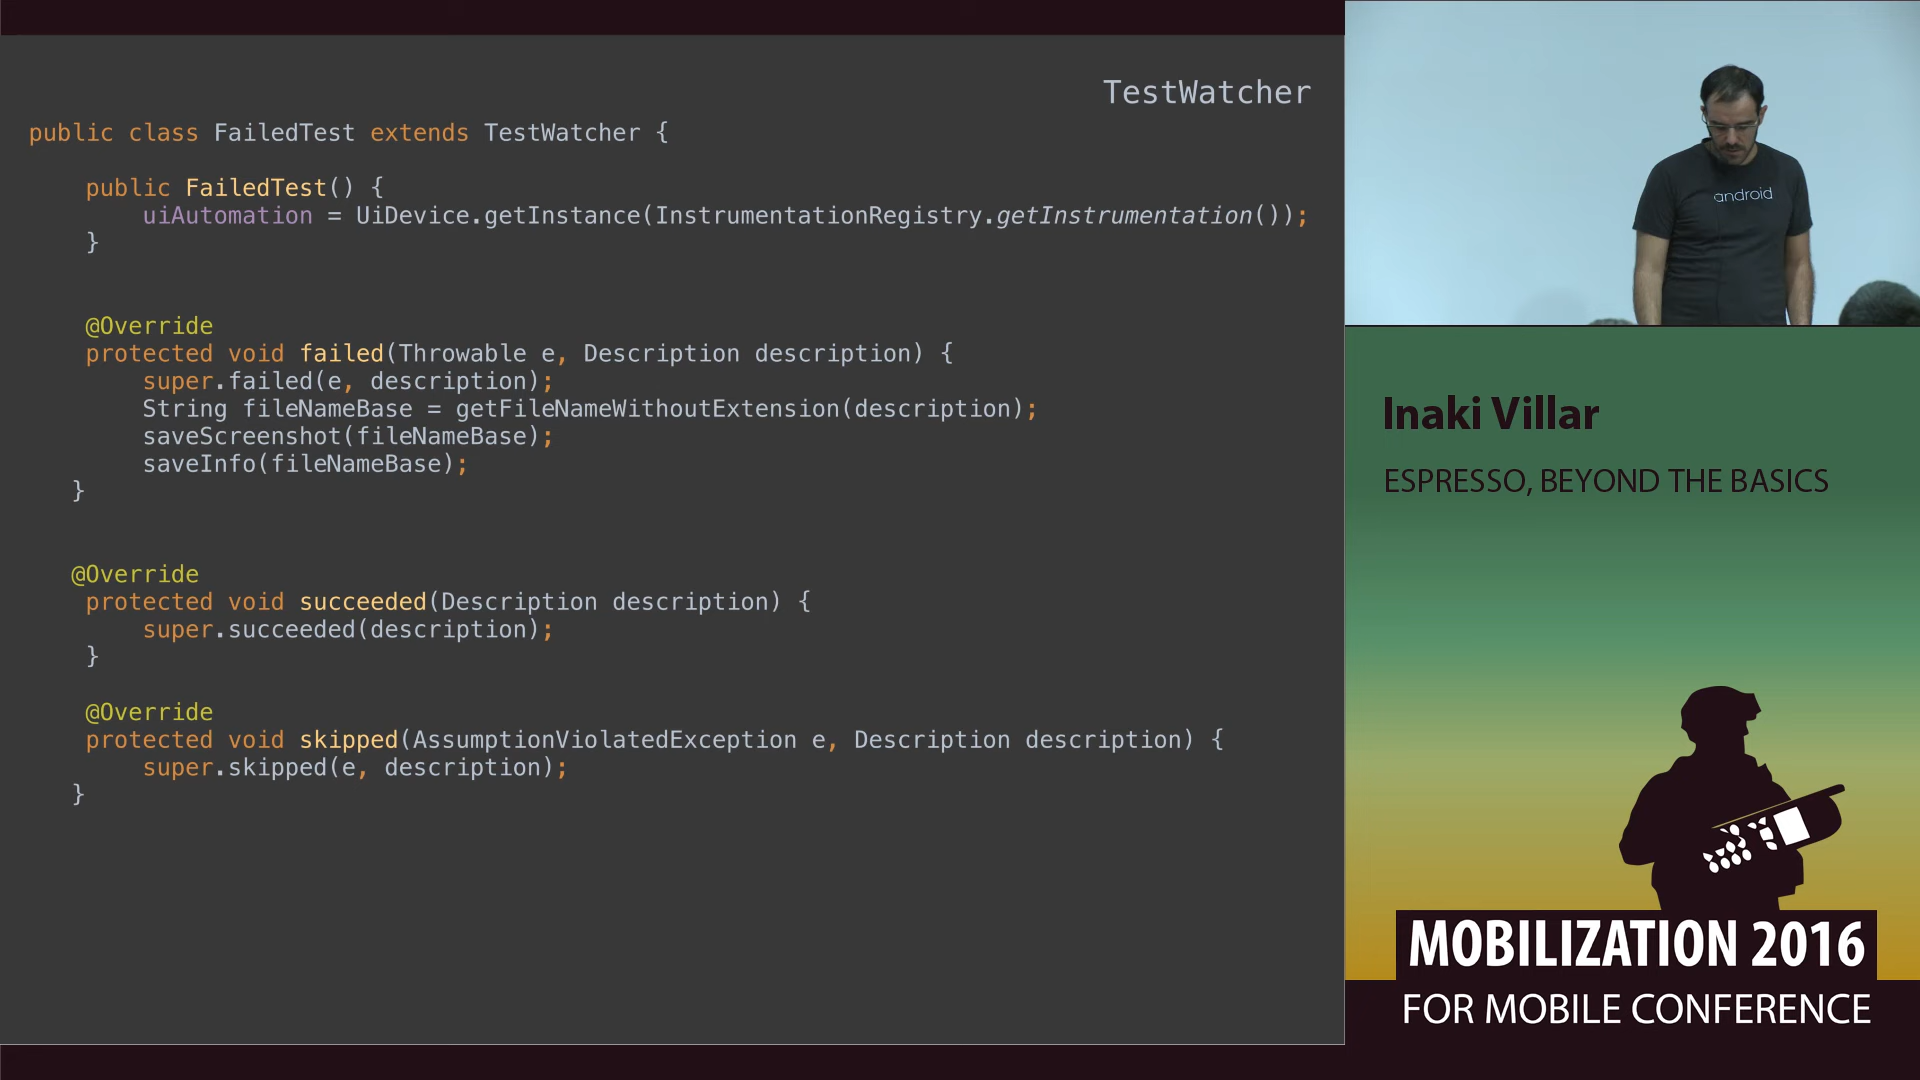 TestWatcher
public class FailedTest extends TestWatcher {
public FailedTest() {
uiAutomation = UiDevice.getInstance(InstrumentationRegistry.getInstrumentation());
}
@Override
protected void failed(Throwable e, Description description) {
super.failed(e, description);
String fileNameBase = getFileNameWithoutExtension(description);
saveScreenshot(fileNameBase);
saveInfo(fileNameBase);
}
@Override
protected void succeeded(Description description) {
super.succeeded(description);
}
@Override
protected void skipped(AssumptionViolatedException e, Description description) {
super.skipped(e, description);
}
android
Inaki Villar
ESPRESSO, BEYOND THE BASICS
MOBILIZATION 2016
FOR MOBILE CONFERENCE